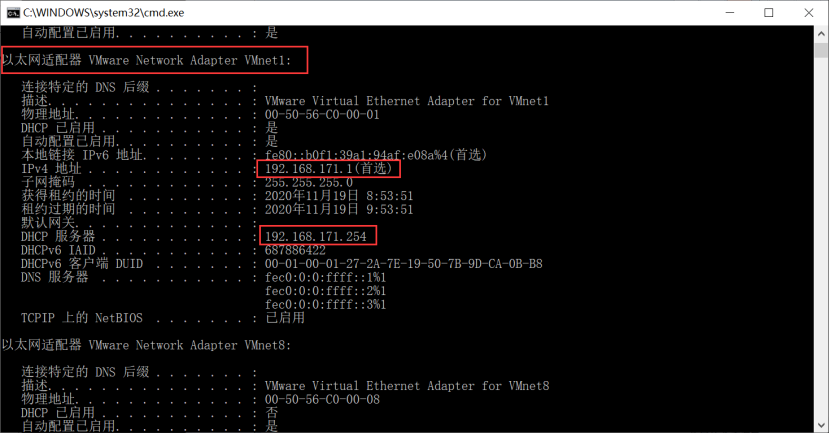 C:\WINDOWS\system32\cmd.exe
自动配置已启用. . . . . . . . . . : 是
以太网适配器 VMware Network Adapter VMnet1:
连接特定的 DNS 后缀 . . . . . . . :
描述. . . . . . . . . . . . . . . : VMware Virtual Ethernet Adapter for VMnet1
物理地址. . . . . . . . . . . . . : 00-50-56-C0-00-01
DHCP 已启用 . . . . . . . . . . . : 是
自动配置已启用. . . . . . . . . . : 是
本地链接 IPv6 地址. . . . . . . . : fe80::b0f1:39a1:94af:e08a%4(首选)
IPv4 地址 . . . . . . . . . . . . : 192.168.171.1(首选)
子网掩码 . . . . . . . . . . . . : 255.255.255.0
获得租约的时间 . . . . . . . . . : 2020年11月19日 8:53:51
租约过期的时间 . . . . . . . . . : 2020年11月19日 9:53:51
默认网关. . . . . . . . . . . . . :
DHCP 服务器 . . . . . . . . . . . : 192.168.171.254
DHCPv6 IAID . . . . . . . . . . . : 687886422
DHCPv6 客户端 DUID . . . . . . . : 00-01-00-01-27-2A-7E-19-50-7B-9D-CA-0B-B8
DNS 服务器 . . . . . . . . . . . : fec0:0:0:ffff::1%1
fec0:0:0:ffff::2%1
fec0:0:0:ffff::3%1
TCPIP 上的 NetBIOS . . . . . . . : 已启用
以太网适配器 VMware Network Adapter VMnet8:
连接特定的 DNS 后缀 . . . . . . . :
描述. . . . . . . . . . . . . . . : VMware Virtual Ethernet Adapter for VMnet8
物理地址. . . . . . . . . . . . . : 00-50-56-C0-00-08
DHCP 已启用 . . . . . . . . . . . : 否
自动配置已启用. . . . . . . . . . : 是